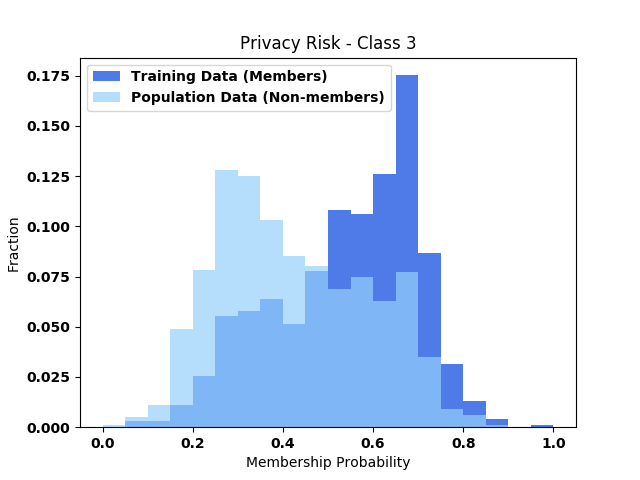 Privacy Risk - Class 3
Training Data (Members)
Population Data (Non-members)
0.175
0.150
0.125
0.100
0.075
0.050
0.025
0.000
Fraction
0.0 0.2 0.4 0.6 0.8 1.0
Membership Probability